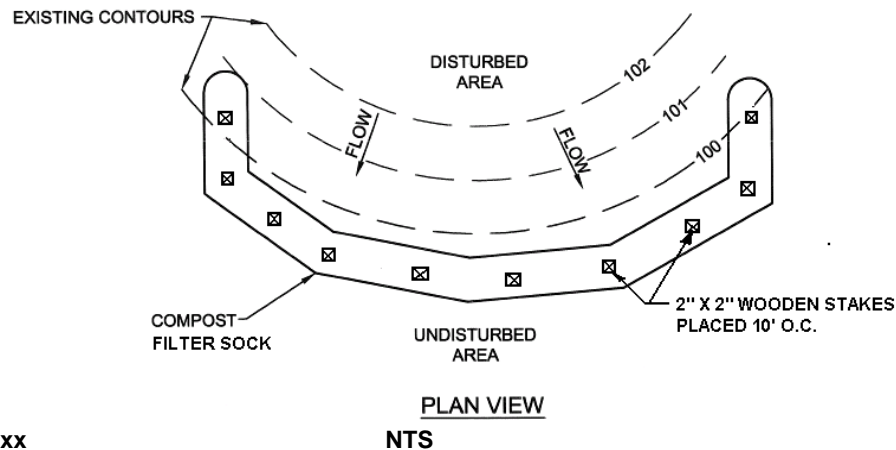 EXISTING CONTOURS
DISTURBED
AREA
102
101
100
FLOW
FLOW
2" X 2" WOODEN STAKES
PLACED 10' O.C.
COMPOST
FILTER SOCK
UNDISTURBED
AREA
PLAN VIEW
xx
NTS